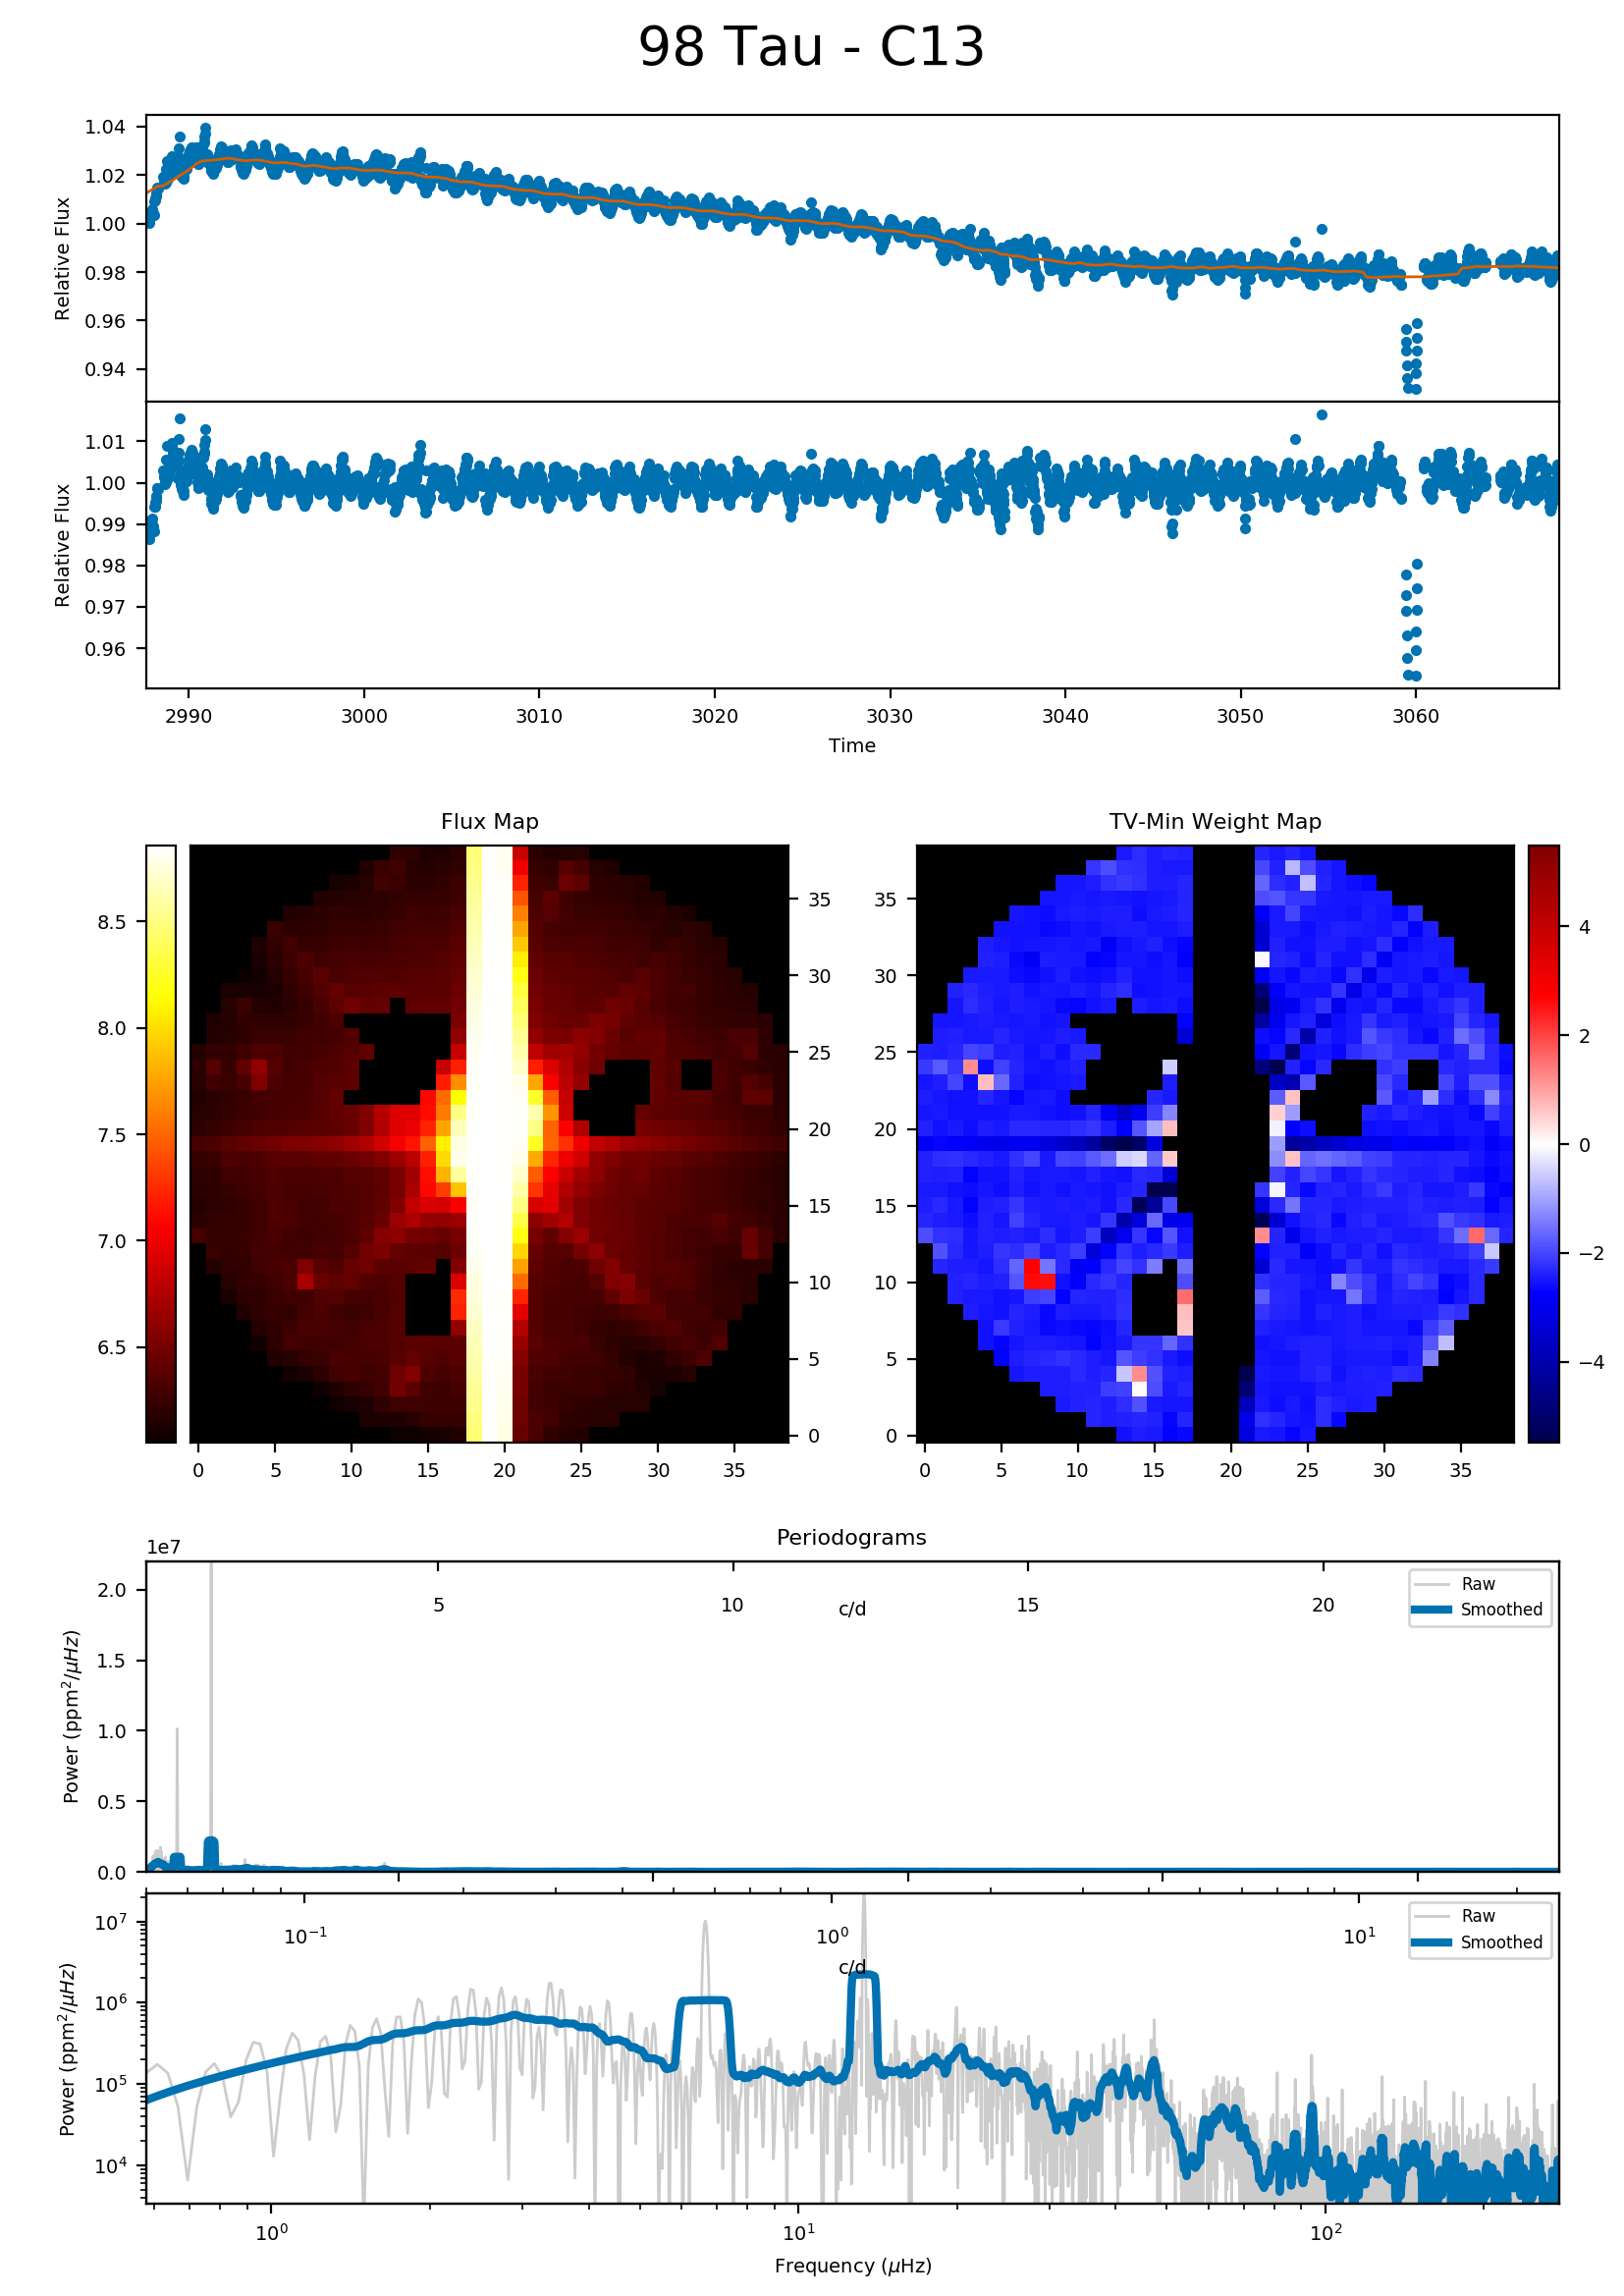 98 Tau - C13
1.04
1.02
1.00
0.98
0.96
0.94
Relative Flux
1.01
1.00
0.99
0.98
0.97
0.96
Relative Flux
2990 3000 3010 3020 3030 3040 3050 3060
Time
Flux Map
TV-Min Weight Map
8.5
8.0
7.5
7.0
6.5
35
30
25
20
15
10
5
0
0 5 10 15 20 25 30 35
35
30
25
20
15
10
5
0
0 5 10 15 20 25 30 35
4
2
0
−2
−4
Periodograms
1e7
2.0
1.5
1.0
0.5
0.0
Power (ppm²/μHz)
5 10 15 20
c/d
Raw
Smoothed
10⁷
10⁶
10⁵
10⁴
Power (ppm²/μHz)
10⁻¹ 10⁰ 10¹
c/d
Raw
Smoothed
10⁰ 10¹ 10²
Frequency (μHz)